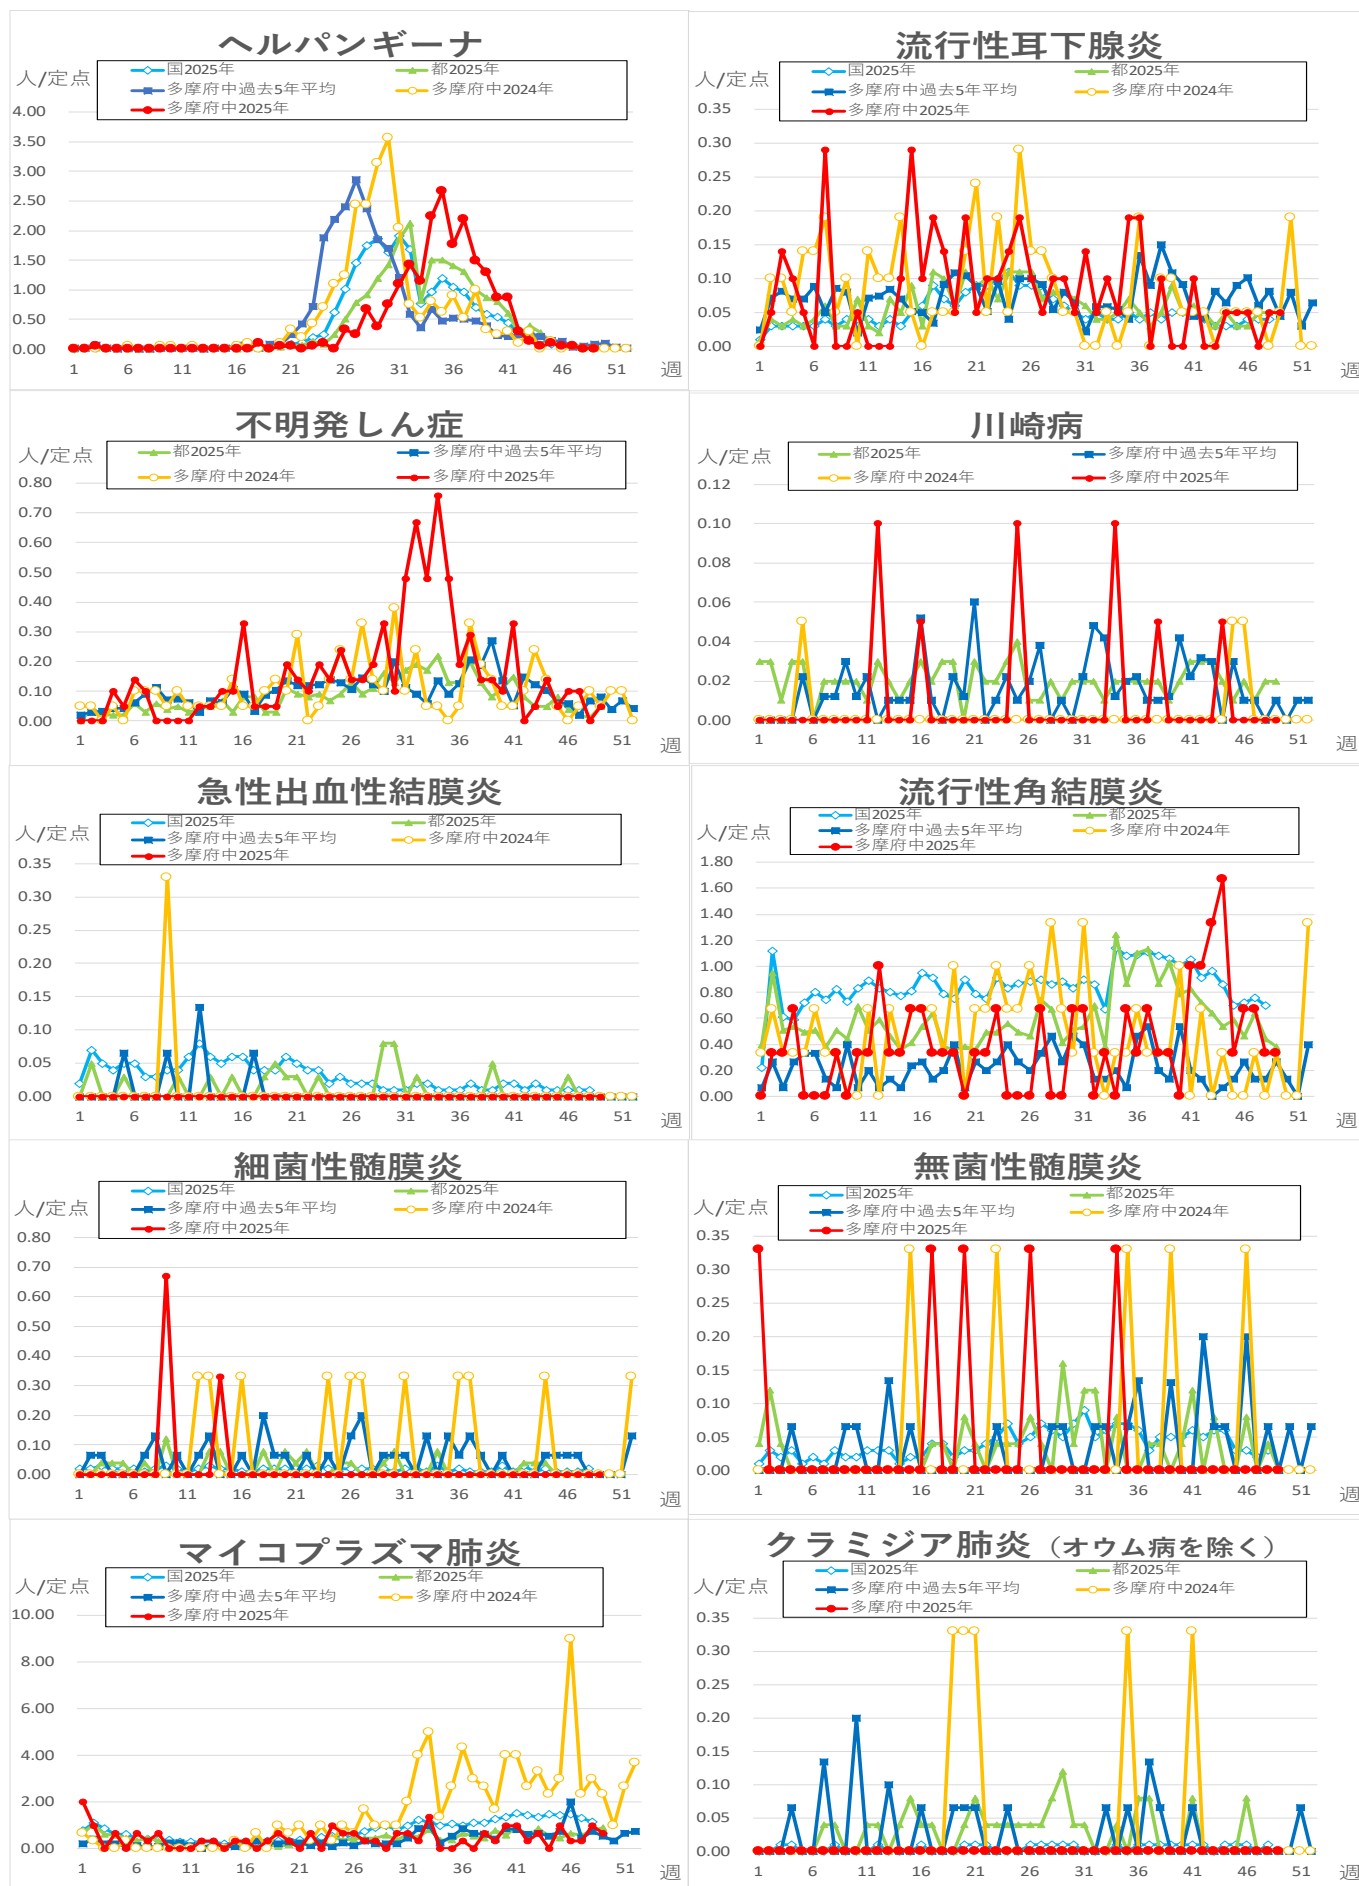 ヘルパンギーナ
人/定点
国2025年 都2025年
多摩府中過去5年平均 多摩府中2024年
多摩府中2025年
4.00
3.50
3.00
2.50
2.00
1.50
1.00
0.50
0.00
1 6 11 16 21 26 31 36 41 46 51 週
流行性耳下腺炎
人/定点
国2025年 都2025年
多摩府中過去5年平均 多摩府中2024年
多摩府中2025年
0.35
0.30
0.25
0.20
0.15
0.10
0.05
0.00
1 6 11 16 21 26 31 36 41 46 51 週
不明発しん症
人/定点
都2025年 多摩府中過去5年平均
多摩府中2024年 多摩府中2025年
0.80
0.70
0.60
0.50
0.40
0.30
0.20
0.10
0.00
1 6 11 16 21 26 31 36 41 46 51 週
川崎病
人/定点
都2025年 多摩府中過去5年平均
多摩府中2024年 多摩府中2025年
0.12
0.10
0.08
0.06
0.04
0.02
0.00
1 6 11 16 21 26 31 36 41 46 51 週
急性出血性結膜炎
人/定点
国2025年 都2025年
多摩府中過去5年平均 多摩府中2024年
多摩府中2025年
0.35
0.30
0.25
0.20
0.15
0.10
0.05
0.00
1 6 11 16 21 26 31 36 41 46 51 週
流行性角結膜炎
人/定点
国2025年 都2025年
多摩府中過去5年平均 多摩府中2024年
多摩府中2025年
1.80
1.60
1.40
1.20
1.00
0.80
0.60
0.40
0.20
0.00
1 6 11 16 21 26 31 36 41 46 51 週
細菌性髄膜炎
人/定点
国2025年 都2025年
多摩府中過去5年平均 多摩府中2024年
多摩府中2025年
0.80
0.70
0.60
0.50
0.40
0.30
0.20
0.10
0.00
1 6 11 16 21 26 31 36 41 46 51 週
無菌性髄膜炎
人/定点
国2025年 都2025年
多摩府中過去5年平均 多摩府中2024年
多摩府中2025年
0.35
0.30
0.25
0.20
0.15
0.10
0.05
0.00
1 6 11 16 21 26 31 36 41 46 51 週
マイコプラズマ肺炎
人/定点
国2025年 都2025年
多摩府中過去5年平均 多摩府中2024年
多摩府中2025年
10.00
8.00
6.00
4.00
2.00
0.00
1 6 11 16 21 26 31 36 41 46 51 週
クラミジア肺炎（オウム病を除く）
人/定点
国2025年 都2025年
多摩府中過去5年平均 多摩府中2024年
多摩府中2025年
0.35
0.30
0.25
0.20
0.15
0.10
0.05
0.00
1 6 11 16 21 26 31 36 41 46 51 週